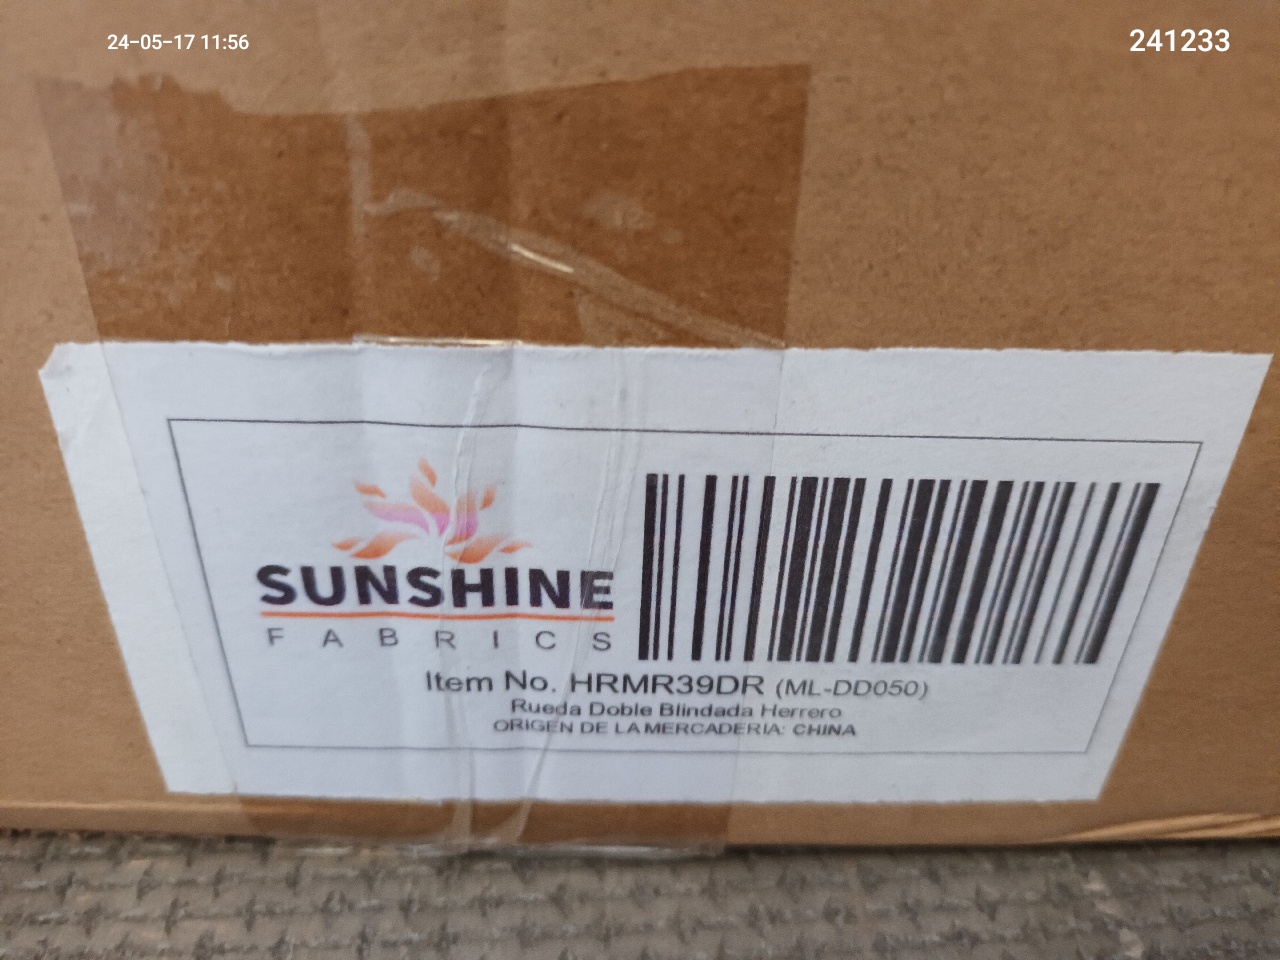 24-05-17 11:56
241233
SUNSHINE
FABRICS
Item No. HRMR39DR (ML-DD050)
Rueda Doble Blindada Herrero
ORIGEN DE LA MERCADERIA: CHINA